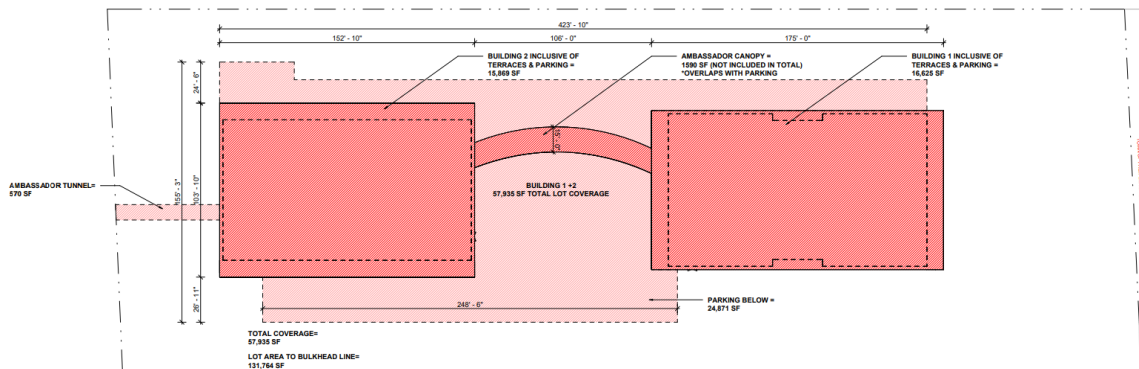 423' - 10"
152' - 10"
106' - 0"
175' - 0"
BUILDING 2 INCLUSIVE OF
TERRACES & PARKING =
15,869 SF
AMBASSADOR CANOPY =
1590 SF (NOT INCLUDED IN TOTAL)
*OVERLAPS WITH PARKING
BUILDING 1 INCLUSIVE OF
TERRACES & PARKING =
16,625 SF
24' - 6"
15' - 0"
AMBASSADOR TUNNEL=
570 SF
155' - 3"
103' - 10"
BUILDING 1 +2
57,935 SF TOTAL LOT COVERAGE
26' - 11"
248' - 6"
PARKING BELOW =
24,871 SF
TOTAL COVERAGE=
57,935 SF
LOT AREA TO BULKHEAD LINE=
131,764 SF